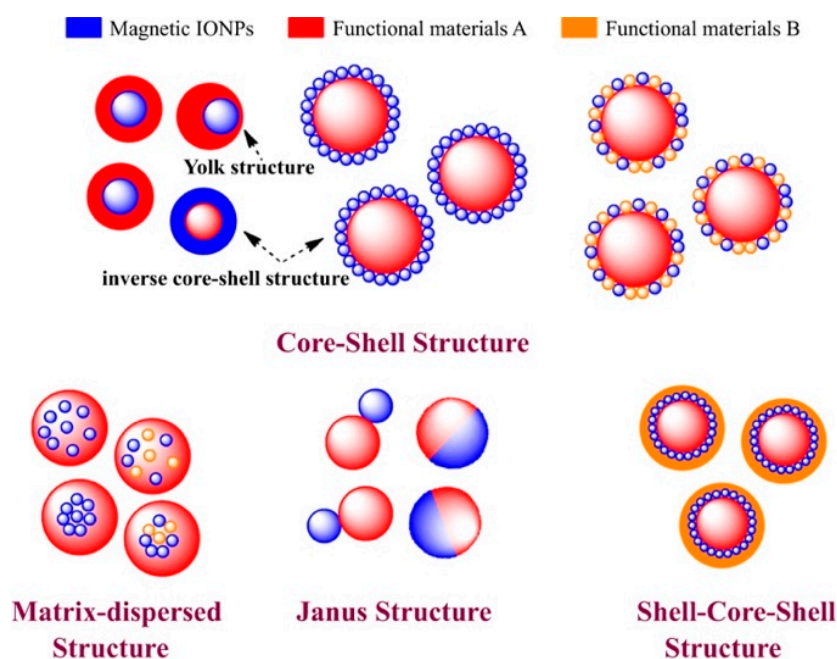 Magnetic IONPs
Functional materials A
Functional materials B
Yolk structure
inverse core-shell structure
Core-Shell Structure
Matrix-dispersed
Structure
Janus Structure
Shell-Core-Shell
Structure